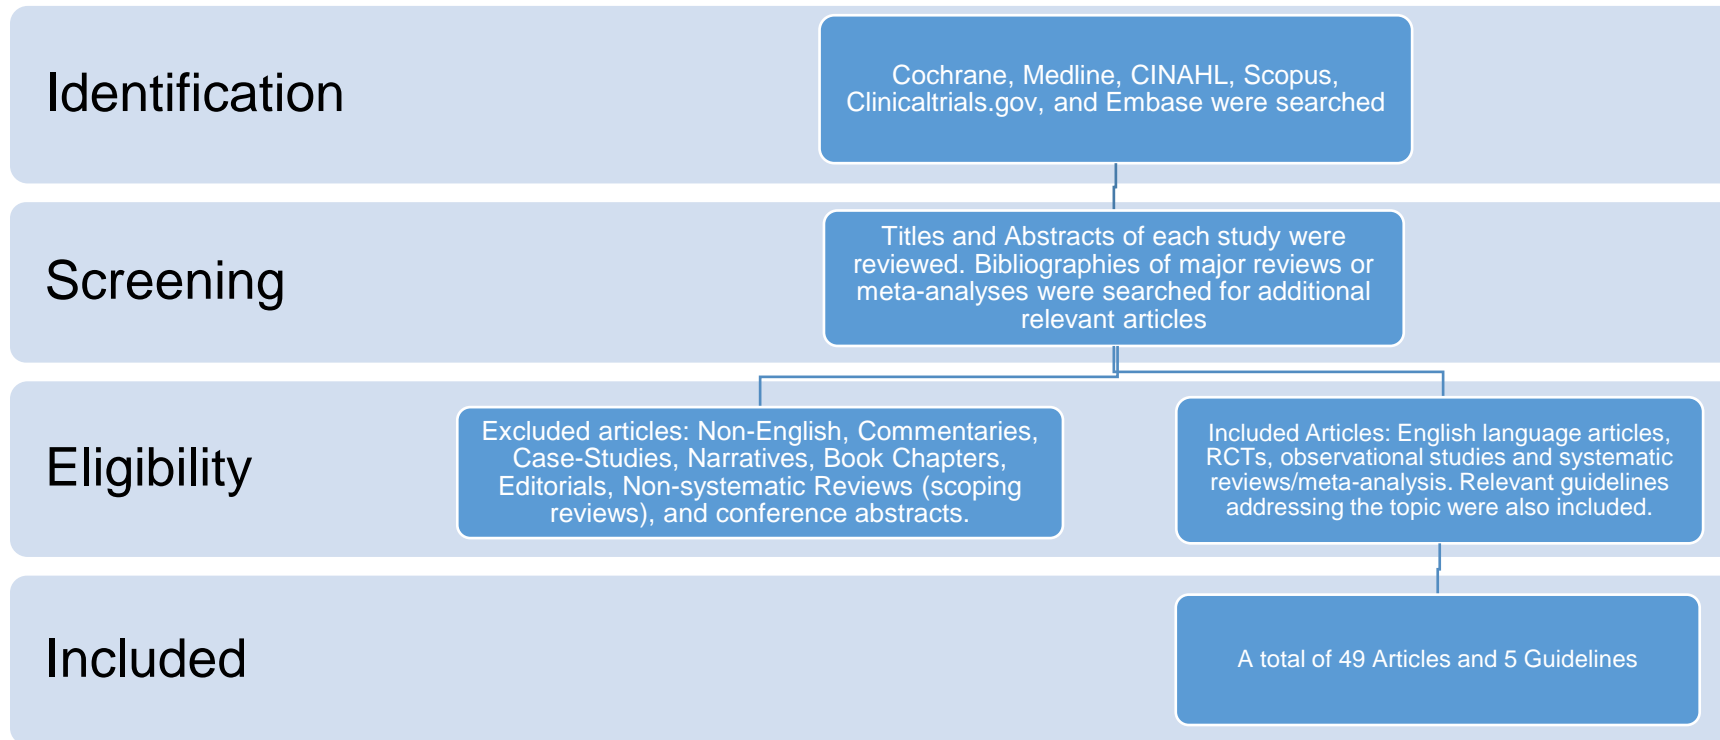 Identification
Cochrane, Medline, CINAHL, Scopus,
Clinicaltrials.gov, and Embase were searched
Screening
Titles and Abstracts of each study were
reviewed. Bibliographies of major reviews or
meta-analyses were searched for additional
relevant articles
Eligibility
Excluded articles: Non-English, Commentaries,
Case-Studies, Narratives, Book Chapters,
Editorials, Non-systematic Reviews (scoping
reviews), and conference abstracts.
Included Articles: English language articles,
RCTs, observational studies and systematic
reviews/meta-analysis. Relevant guidelines
addressing the topic were also included.
Included
A total of 49 Articles and 5 Guidelines